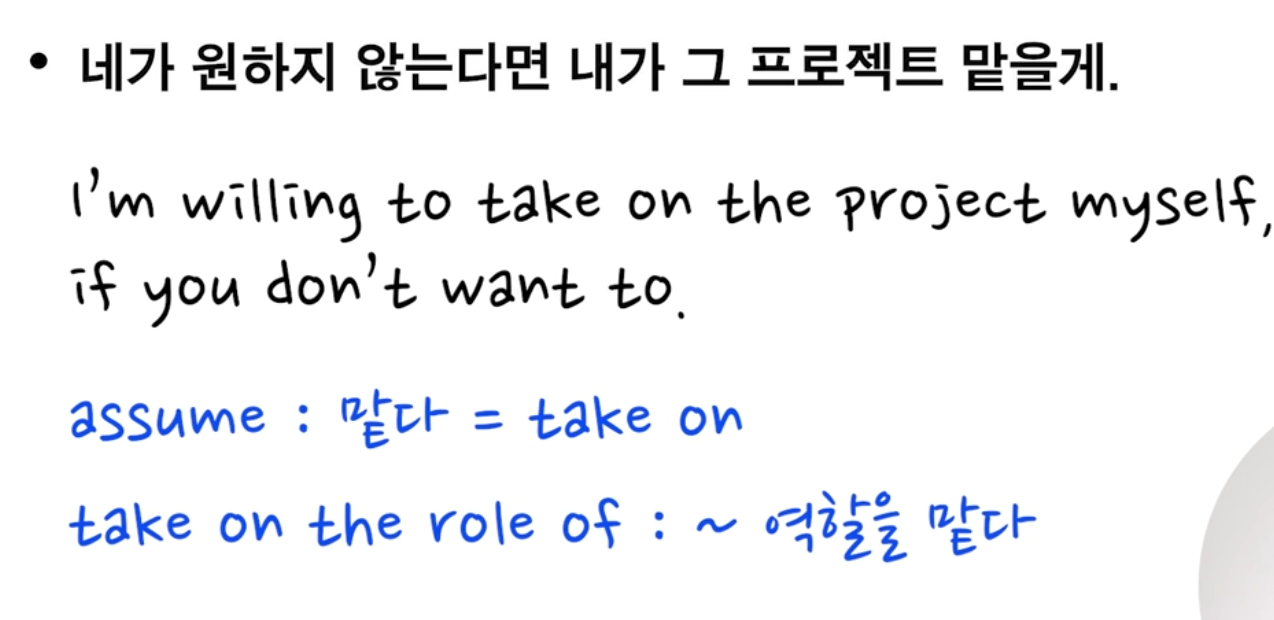 • 네가 원하지 않는다면 내가 그 프로젝트 맡을게.
I'm willing to take on the project myself,
if you don't want to.
assume : 맡다 = take on
take on the role of : ~ 역할을 맡다